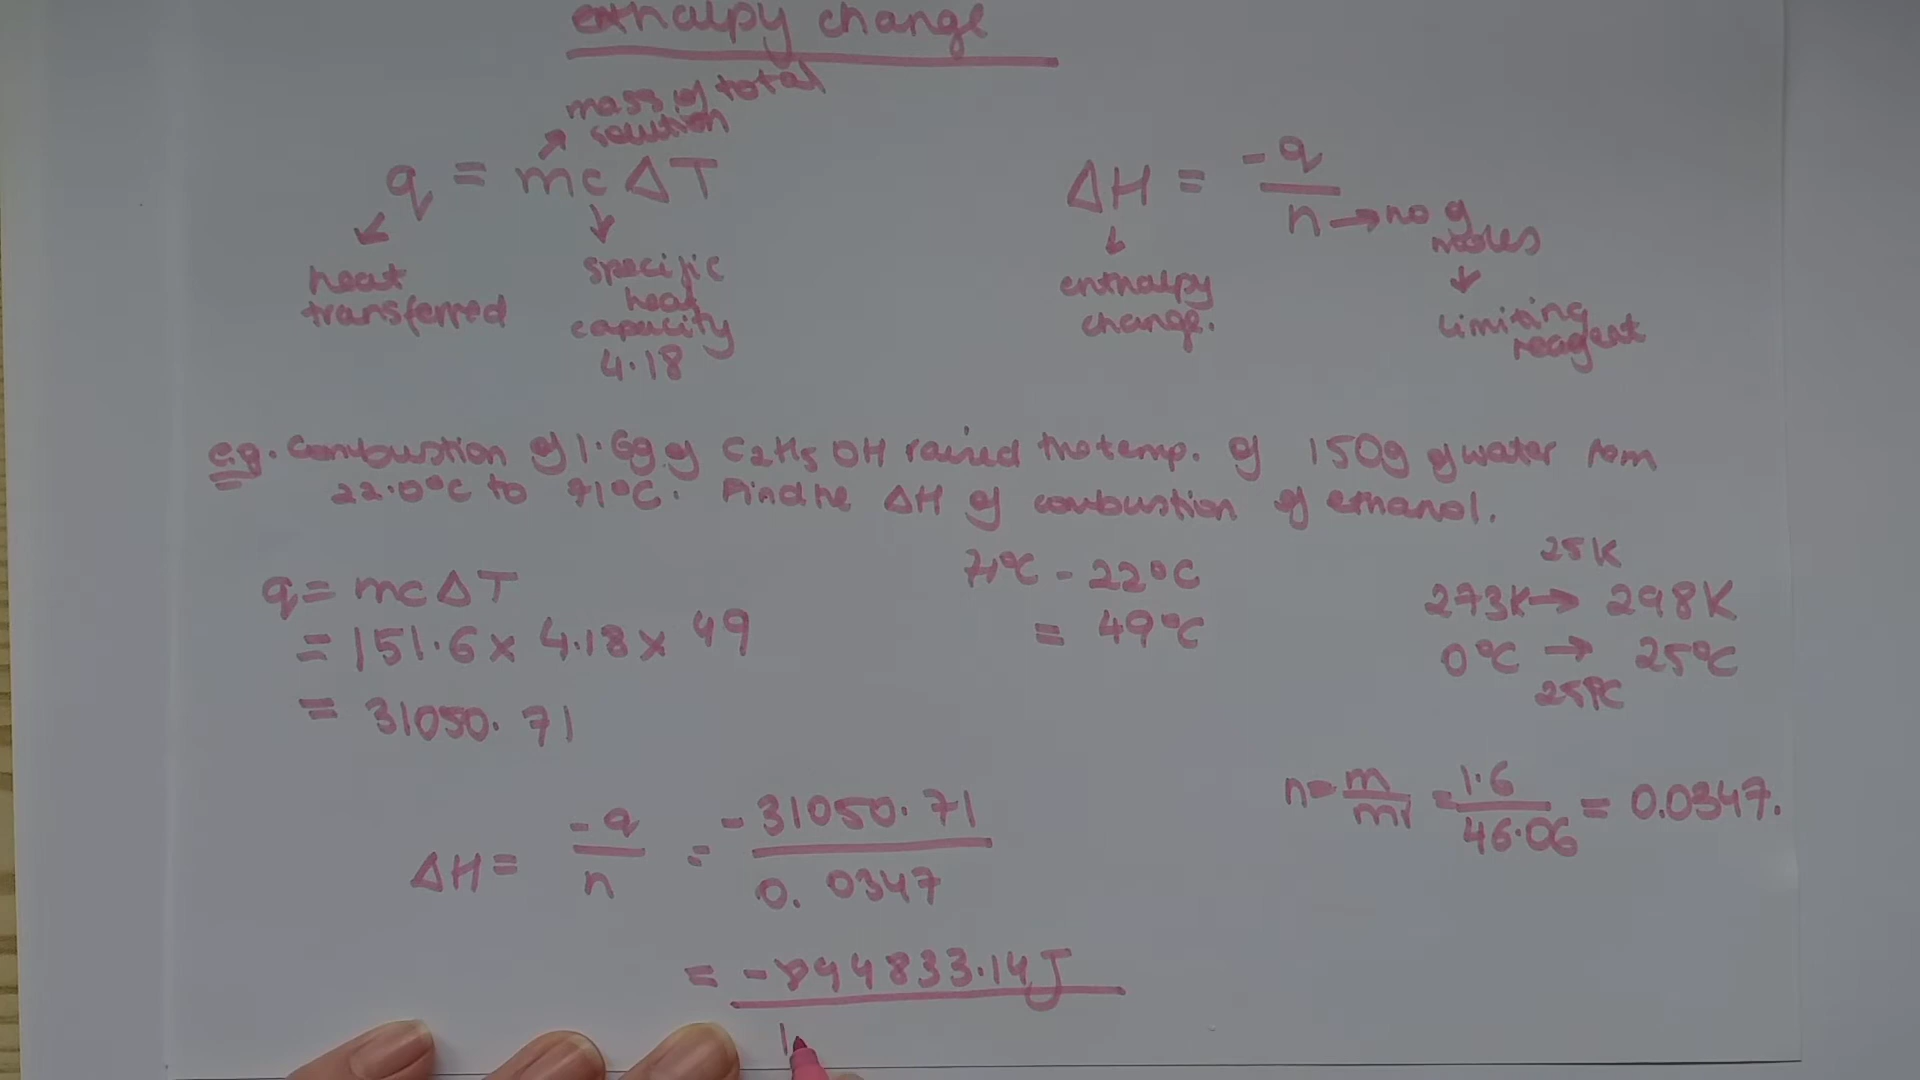 enthalpy change
mass of total
solution
q = mc ΔT
heat
transferred
specific
heat
capacity
4.18
ΔH = -q/n → no of
moles
enthalpy
change.
limiting
reagent
e.g. Combustion of 1.6g of C2H5OH raised the temp. of 150g of water from
22.0°C to 71°C. Find the ΔH of combustion of ethanol.
q = mcΔT
= 151.6 x 4.18 x 49
= 31050.71
71°C - 22°C
= 49°C
25K
273K → 298K
0°C → 25°C
25°C
n = m/mr = 1.6/46.06 = 0.0347.
ΔH = -q/n = -31050.71/0.0347
= -894833.14J